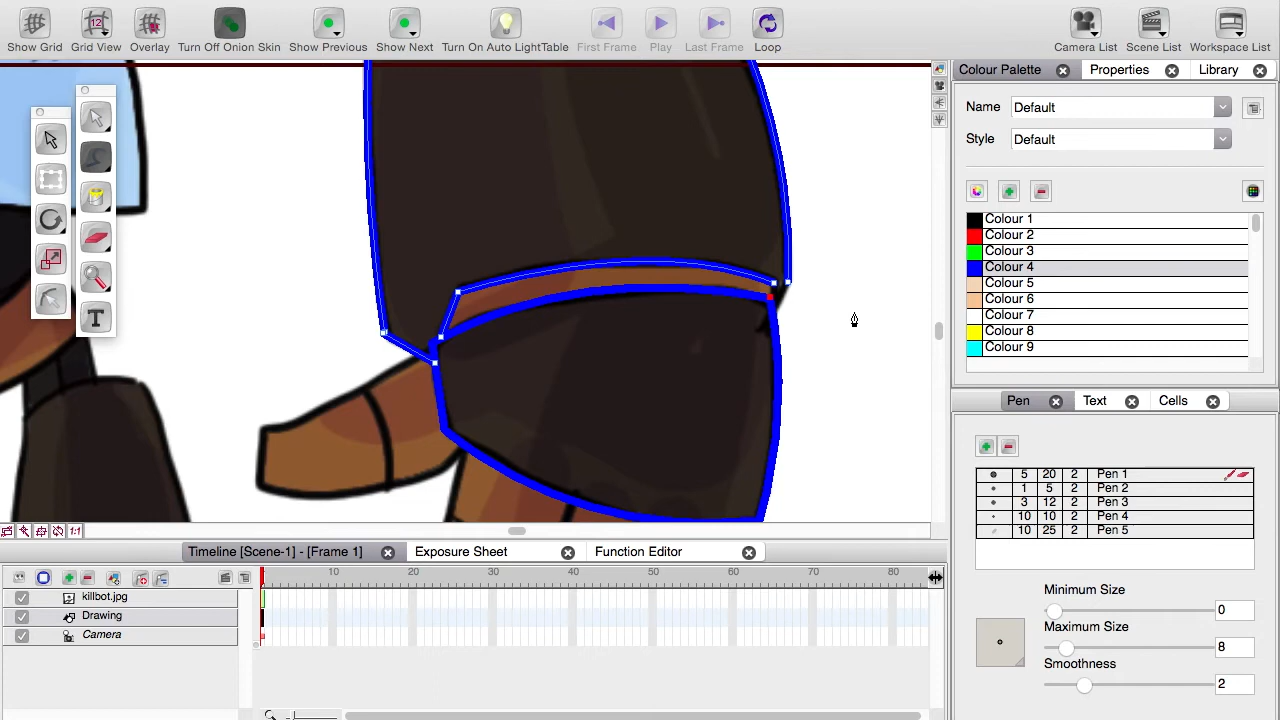 12
Show Grid Grid View Overlay Turn Off Onion Skin Show Previous Show Next Turn On Auto LightTable First Frame Play Last Frame Loop Camera List Scene List Workspace List
Colour Palette Properties Library
Name Default
Style Default
Colour 1
Colour 2
Colour 3
Colour 4
Colour 5
Colour 6
Colour 7
Colour 8
Colour 9
T
Pen Text Cells
5 20 2 Pen 1
1 5 2 Pen 2
3 12 2 Pen 3
10 10 2 Pen 4
10 25 2 Pen 5
1:1
Timeline [Scene-1] - [Frame 1] Exposure Sheet Function Editor
10 20 30 40 50 60 70 80
killbot.jpg
Drawing
Camera
Minimum Size
0
Maximum Size
8
Smoothness
2